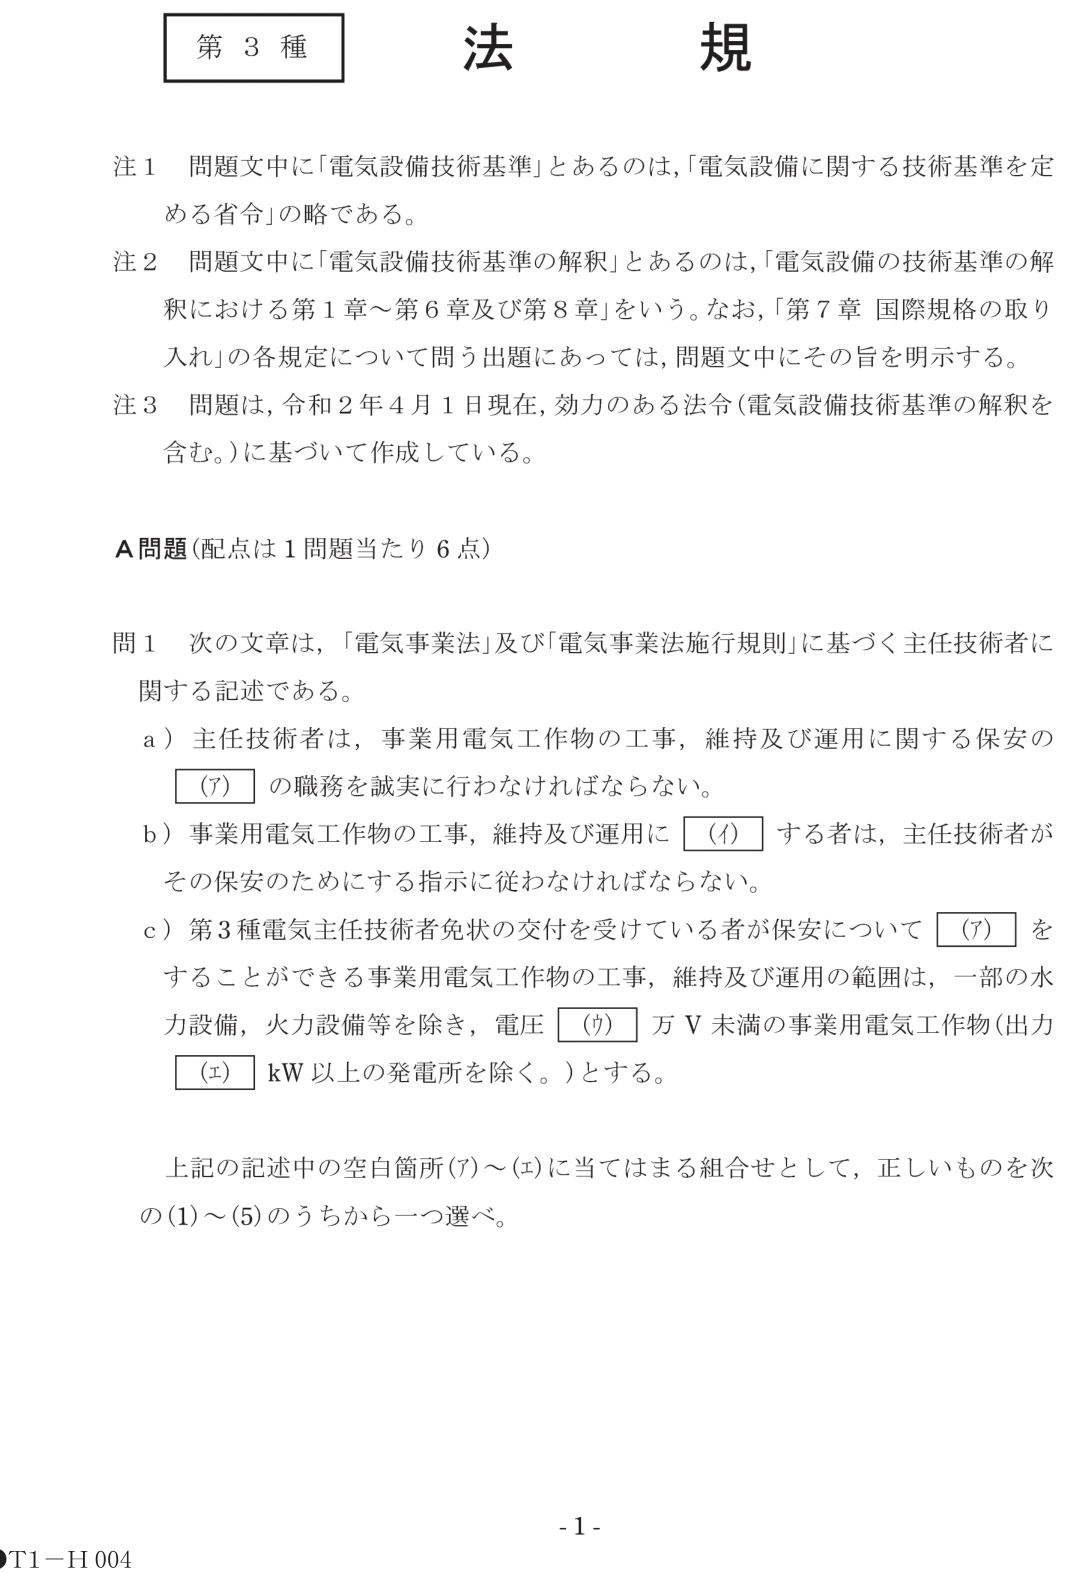 第 3 種
法 規
注1 問題文中に「電気設備技術基準」とあるのは,「電気設備に関する技術基準を定
める省令」の略である。
注2 問題文中に「電気設備技術基準の解釈」とあるのは,「電気設備の技術基準の解
釈における第1章～第6章及び第8章」をいう。なお,「第7章 国際規格の取り
入れ」の各規定について問う出題にあっては,問題文中にその旨を明示する。
注3 問題は,令和2年4月1日現在,効力のある法令(電気設備技術基準の解釈を
含む。)に基づいて作成している。
A問題(配点は1問題当たり6点)
問1 次の文章は,「電気事業法」及び「電気事業法施行規則」に基づく主任技術者に
関する記述である。
a) 主任技術者は,事業用電気工作物の工事,維持及び運用に関する保安の
(ア) の職務を誠実に行わなければならない。
b) 事業用電気工作物の工事,維持及び運用に (イ) する者は,主任技術者が
その保安のためにする指示に従わなければならない。
c) 第3種電気主任技術者免状の交付を受けている者が保安について (ア) を
することができる事業用電気工作物の工事,維持及び運用の範囲は,一部の水
力設備,火力設備等を除き,電圧 (ウ) 万 V 未満の事業用電気工作物(出力
(エ) kW 以上の発電所を除く。)とする。
上記の記述中の空白箇所(ア)～(エ)に当てはまる組合せとして,正しいものを次
の(1)～(5)のうちから一つ選べ。
- 1 -
●T1－H 004